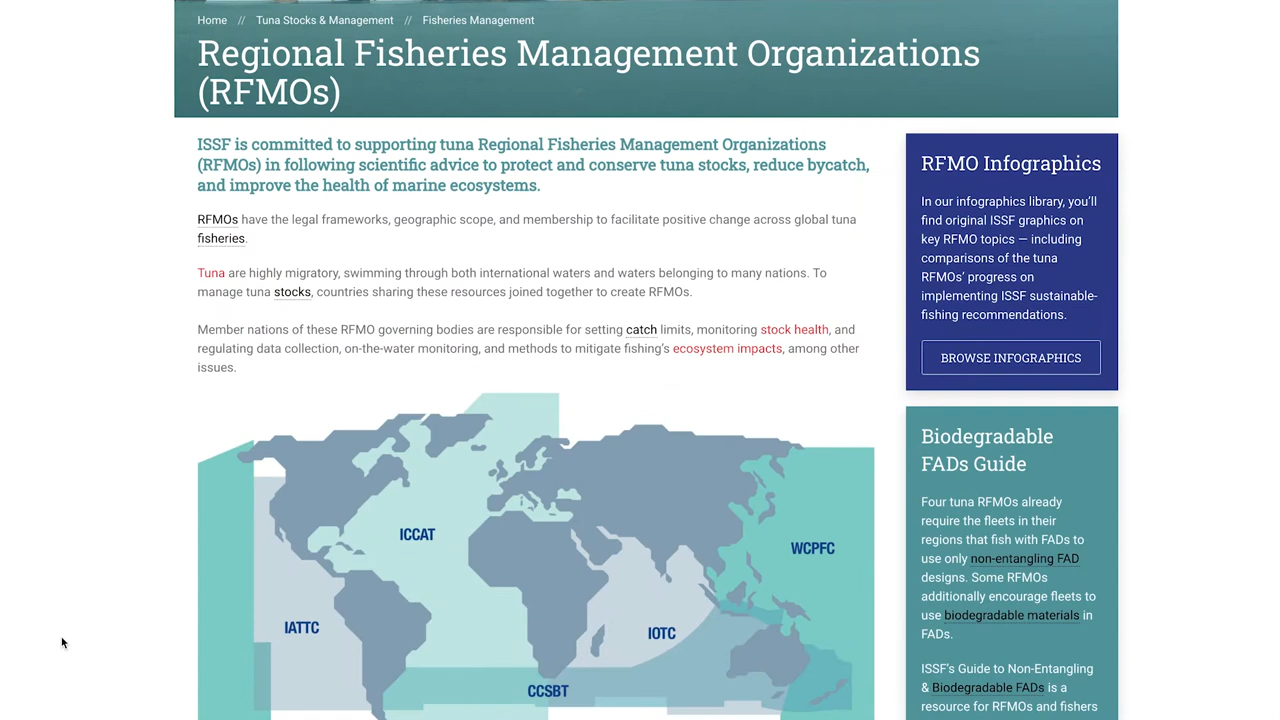 Home // Tuna Stocks & Management // Fisheries Management
Regional Fisheries Management Organizations
(RFMOs)
ISSF is committed to supporting tuna Regional Fisheries Management Organizations
(RFMOs) in following scientific advice to protect and conserve tuna stocks, reduce bycatch,
and improve the health of marine ecosystems.
RFMOs have the legal frameworks, geographic scope, and membership to facilitate positive change across global tuna
fisheries.
Tuna are highly migratory, swimming through both international waters and waters belonging to many nations. To
manage tuna stocks, countries sharing these resources joined together to create RFMOs.
Member nations of these RFMO governing bodies are responsible for setting catch limits, monitoring stock health, and
regulating data collection, on-the-water monitoring, and methods to mitigate fishing's ecosystem impacts, among other
issues.
ICCAT
WCPFC
IATTC
IOTC
CCSBT
RFMO Infographics
In our infographics library, you'll
find original ISSF graphics on
key RFMO topics — including
comparisons of the tuna
RFMOs' progress on
implementing ISSF sustainable-
fishing recommendations.
BROWSE INFOGRAPHICS
Biodegradable
FADs Guide
Four tuna RFMOs already
require the fleets in their
regions that fish with FADs to
use only non-entangling FAD
designs. Some RFMOs
additionally encourage fleets to
use biodegradable materials in
FADs.
ISSF's Guide to Non-Entangling
& Biodegradable FADs is a
resource for RFMOs and fishers